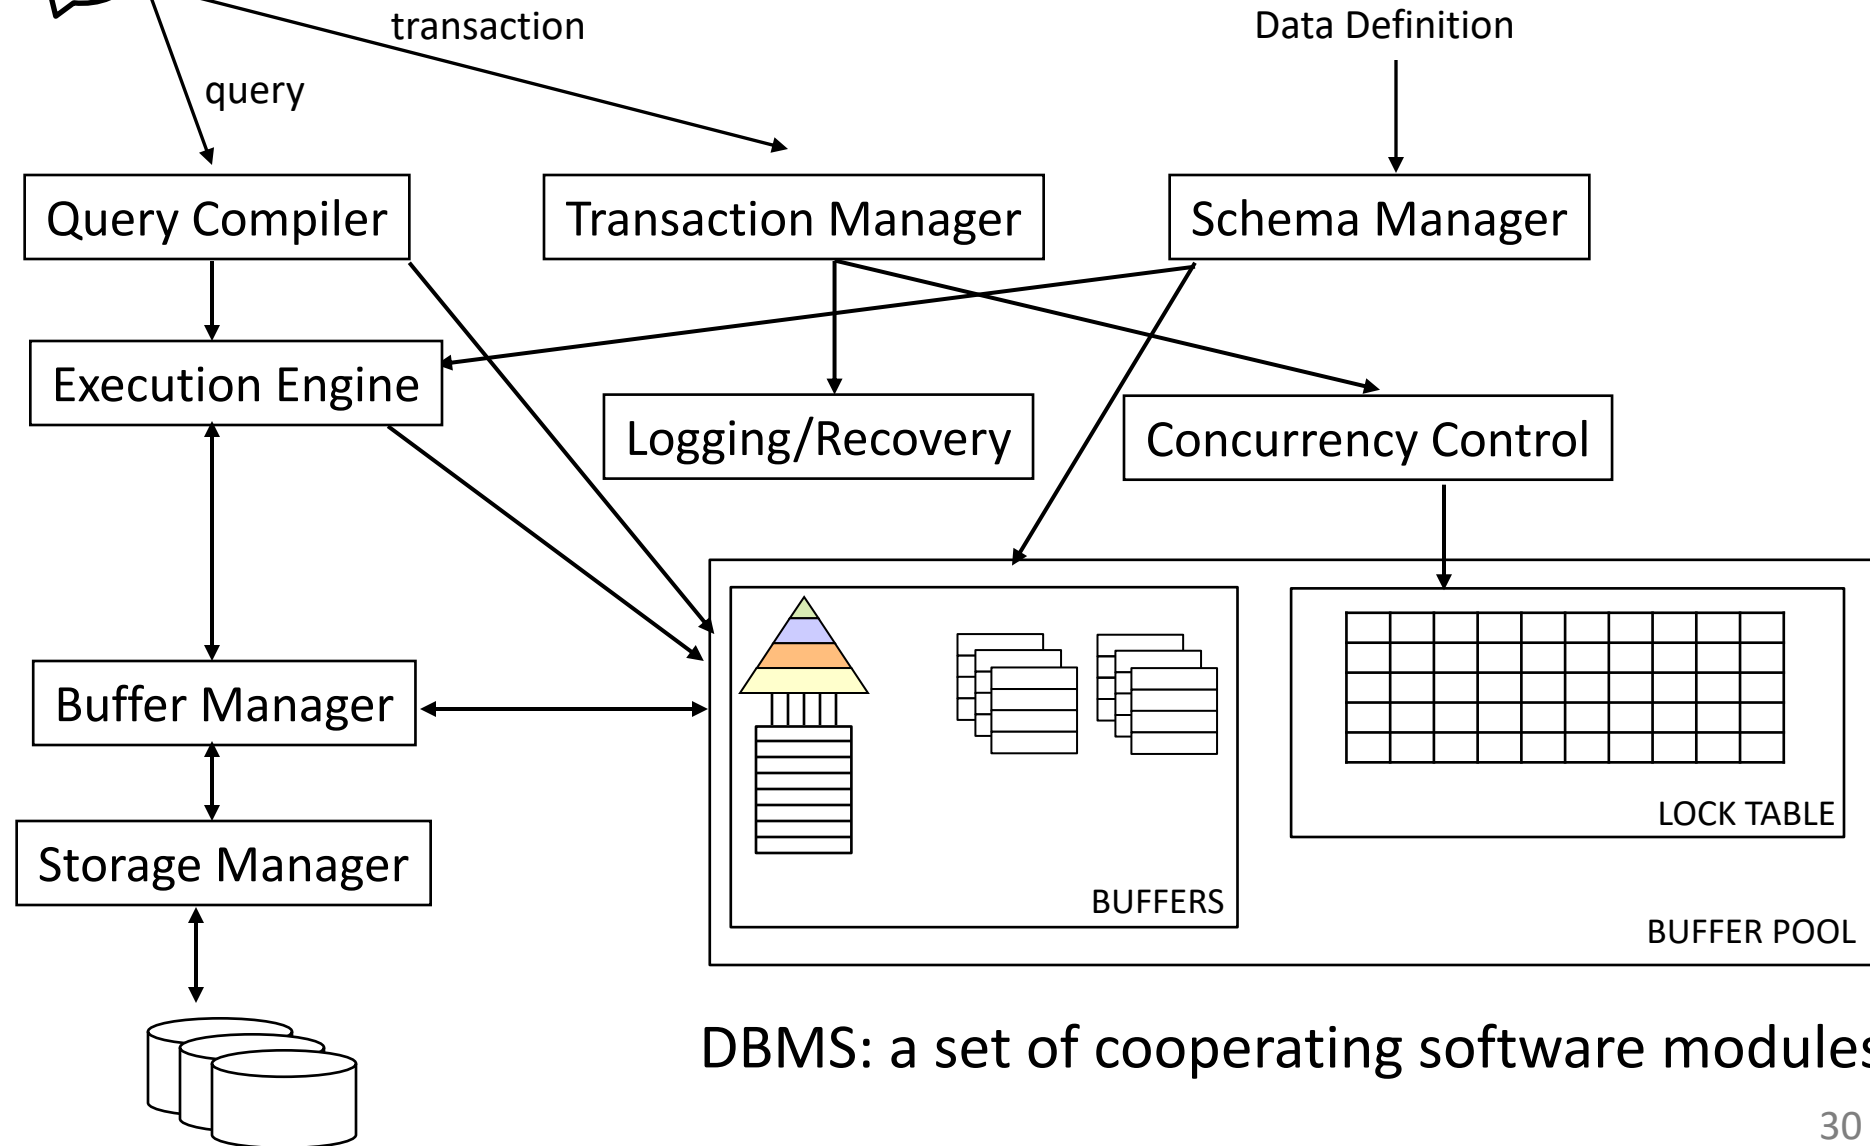 transaction
Data Definition
query
Query Compiler
Transaction Manager
Schema Manager
Execution Engine
Logging/Recovery
Concurrency Control
Buffer Manager
LOCK TABLE
Storage Manager
BUFFERS
BUFFER POOL
DBMS: a set of cooperating software modules
30